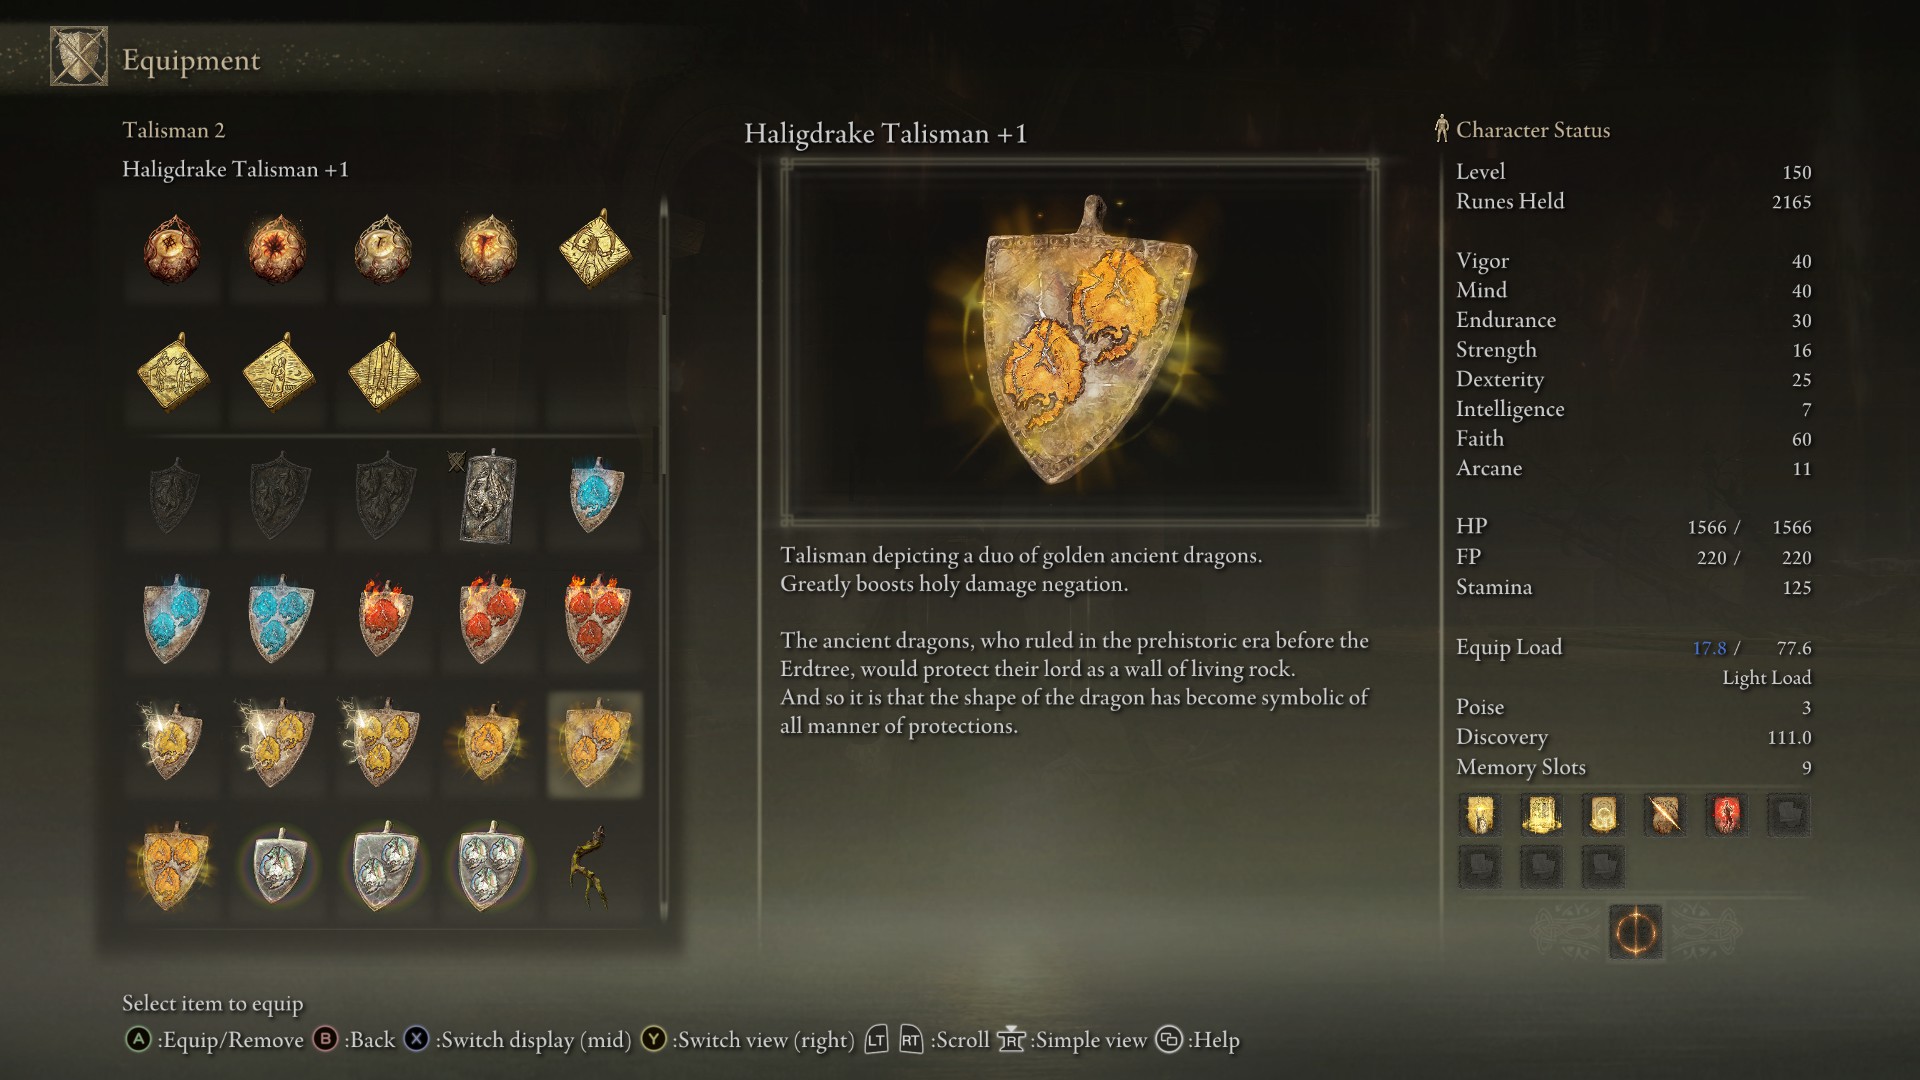 Equipment
Talisman 2
Haligdrake Talisman +1
Haligdrake Talisman +1
Talisman depicting a duo of golden ancient dragons.
Greatly boosts holy damage negation.
The ancient dragons, who ruled in the prehistoric era before the
Erdtree, would protect their lord as a wall of living rock.
And so it is that the shape of the dragon has become symbolic of
all manner of protections.
Character Status
Level 150
Runes Held 2165
Vigor 40
Mind 40
Endurance 30
Strength 16
Dexterity 25
Intelligence 7
Faith 60
Arcane 11
HP 1566 / 1566
FP 220 / 220
Stamina 125
Equip Load 17.8 / 77.6
Light Load
Poise 3
Discovery 111.0
Memory Slots 9
Select item to equip
A :Equip/Remove B :Back X :Switch display (mid) Y :Switch view (right) LT RT :Scroll R :Simple view :Help